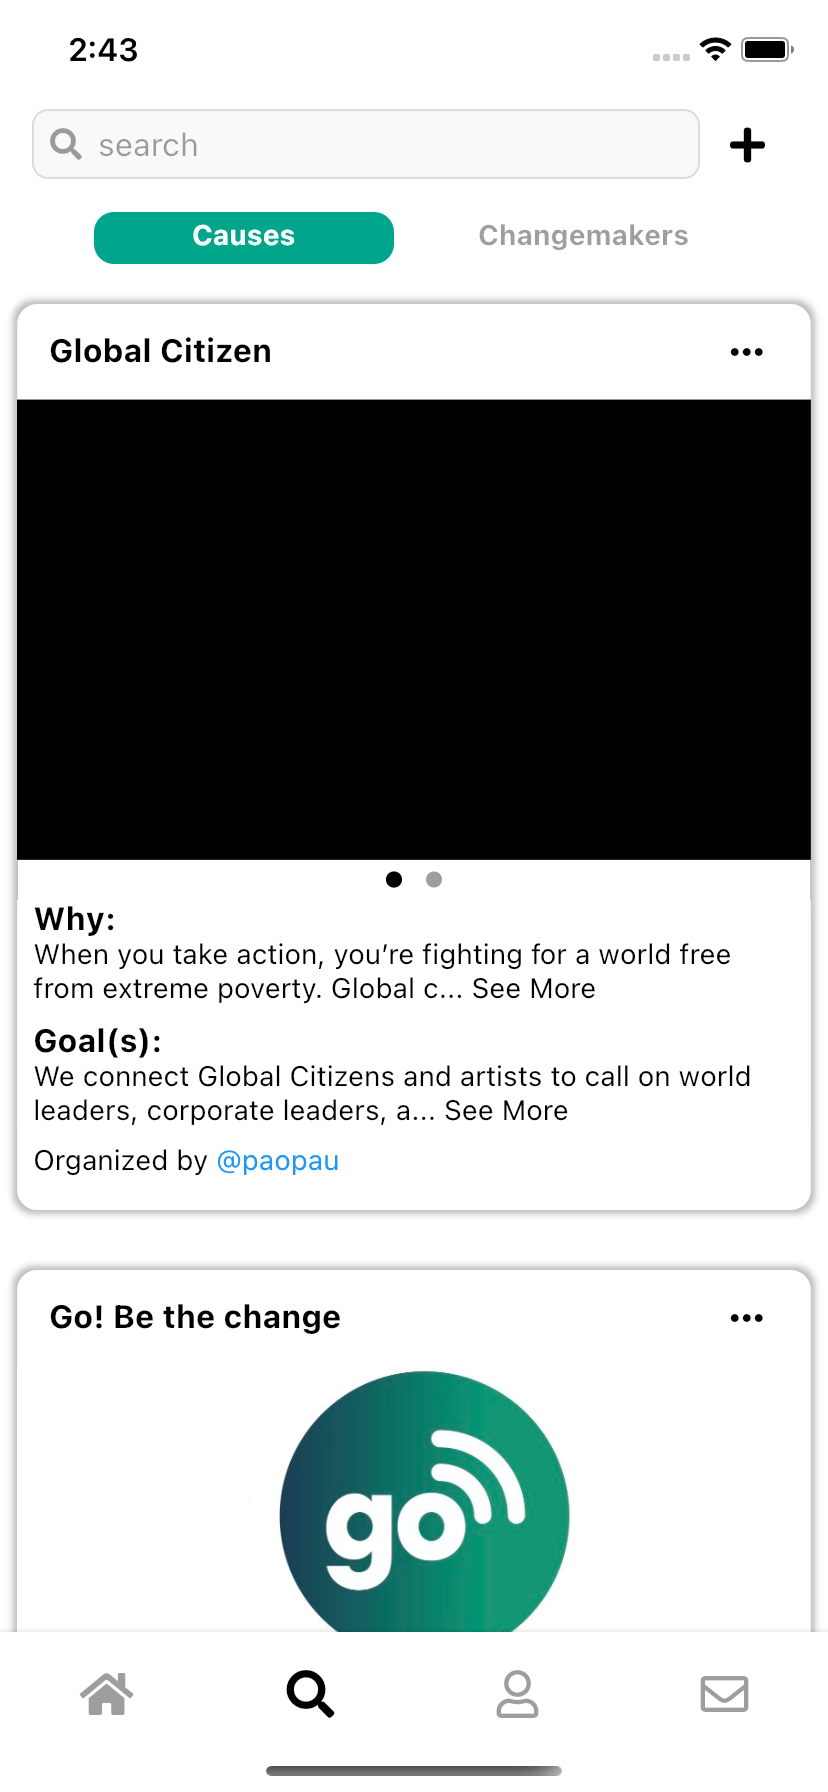 2:43
search
Causes
Changemakers
Global Citizen
Why:
When you take action, you’re fighting for a world free
from extreme poverty. Global c... See More
Goal(s):
We connect Global Citizens and artists to call on world
leaders, corporate leaders, a... See More
Organized by @paopau
Go! Be the change
go